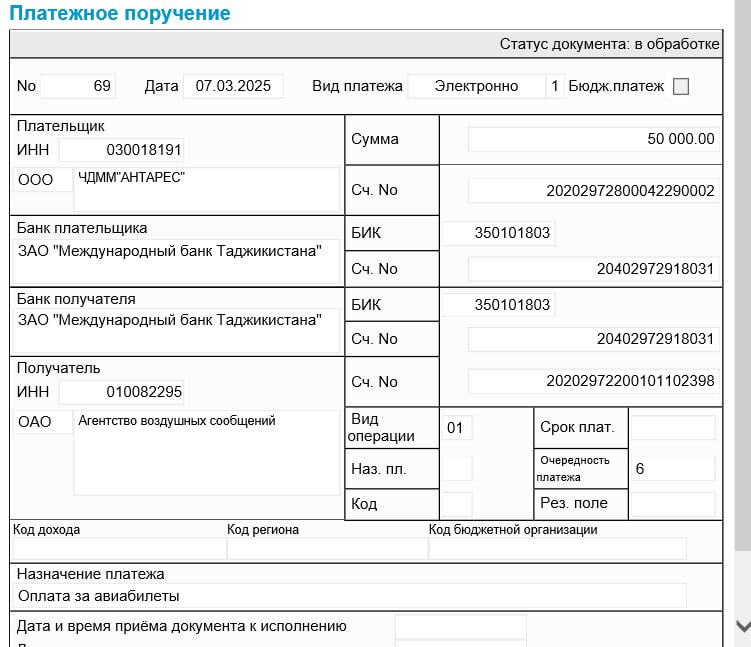 Платежное поручение
Статус документа: в обработке
No 69 Дата 07.03.2025 Вид платежа Электронно 1 Бюдж.платеж
Плательщик
ИНН 030018191
ООО ЧДММ"АНТАРЕС"
Сумма 50 000.00
Сч. No 20202972800042290002
Банк плательщика
ЗАО "Международный банк Таджикистана"
БИК 350101803
Сч. No 20402972918031
Банк получателя
ЗАО "Международный банк Таджикистана"
БИК 350101803
Сч. No 20402972918031
Получатель
ИНН 010082295
Сч. No 20202972200101102398
ОАО Агентство воздушных сообщений
Вид
операции 01
Срок плат.
Наз. пл.
Очередность
платежа 6
Код
Рез. поле
Код дохода Код региона Код бюджетной организации
Назначение платежа
Оплата за авиабилеты
Дата и время приёма документа к исполнению